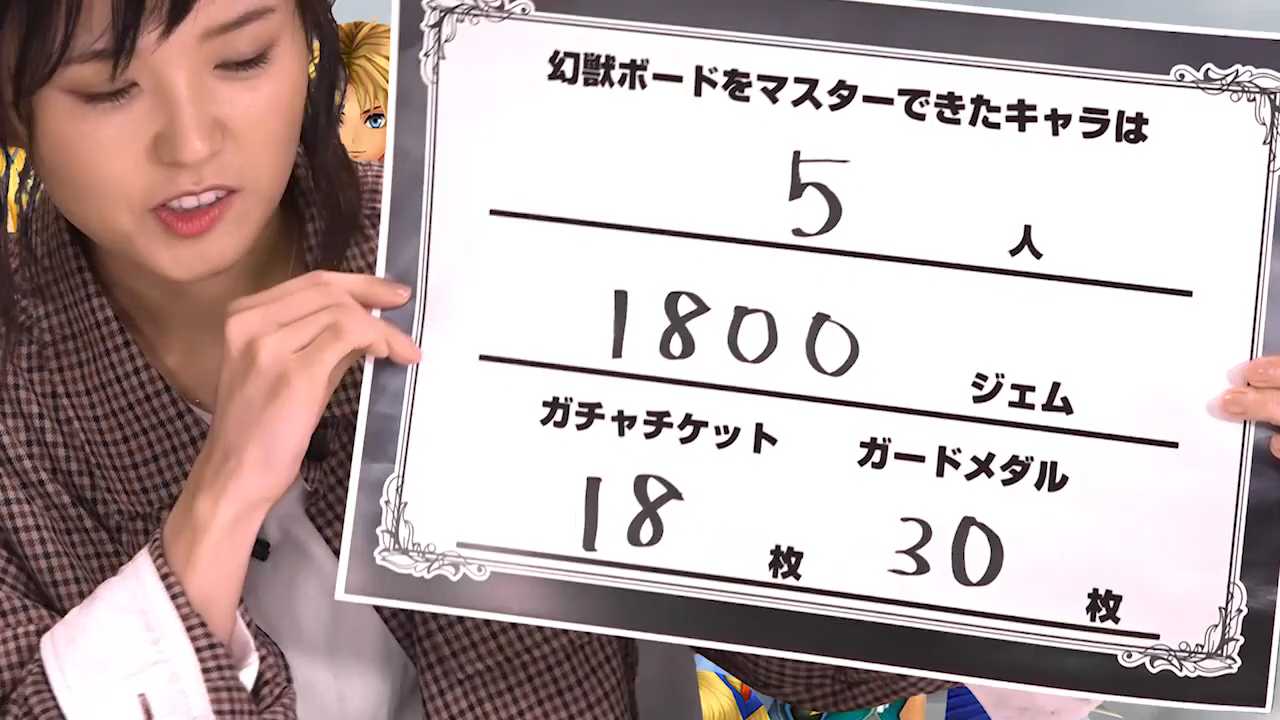 幻獣ボードをマスターできたキャラは
5 人
1800 ジェム
ガチャチケット ガードメダル
18 枚 30 枚